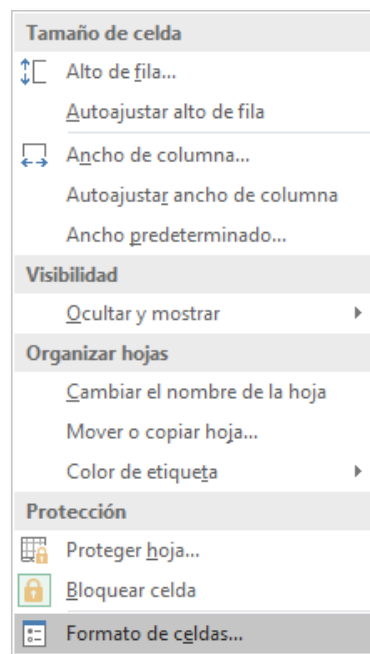 Tamaño de celda
Alto de fila...
Autoajustar alto de fila
Ancho de columna...
Autoajustar ancho de columna
Ancho predeterminado...
Visibilidad
Ocultar y mostrar
Organizar hojas
Cambiar el nombre de la hoja
Mover o copiar hoja...
Color de etiqueta
Protección
Proteger hoja...
Bloquear celda
Formato de celdas...